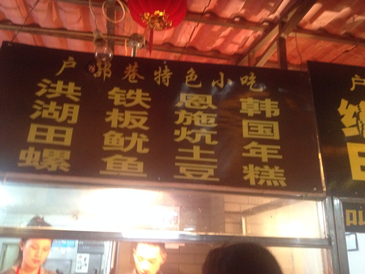 户部巷特色小吃
洪湖田螺
铁板鱿鱼
恩施炕土豆
韩国年糕
户